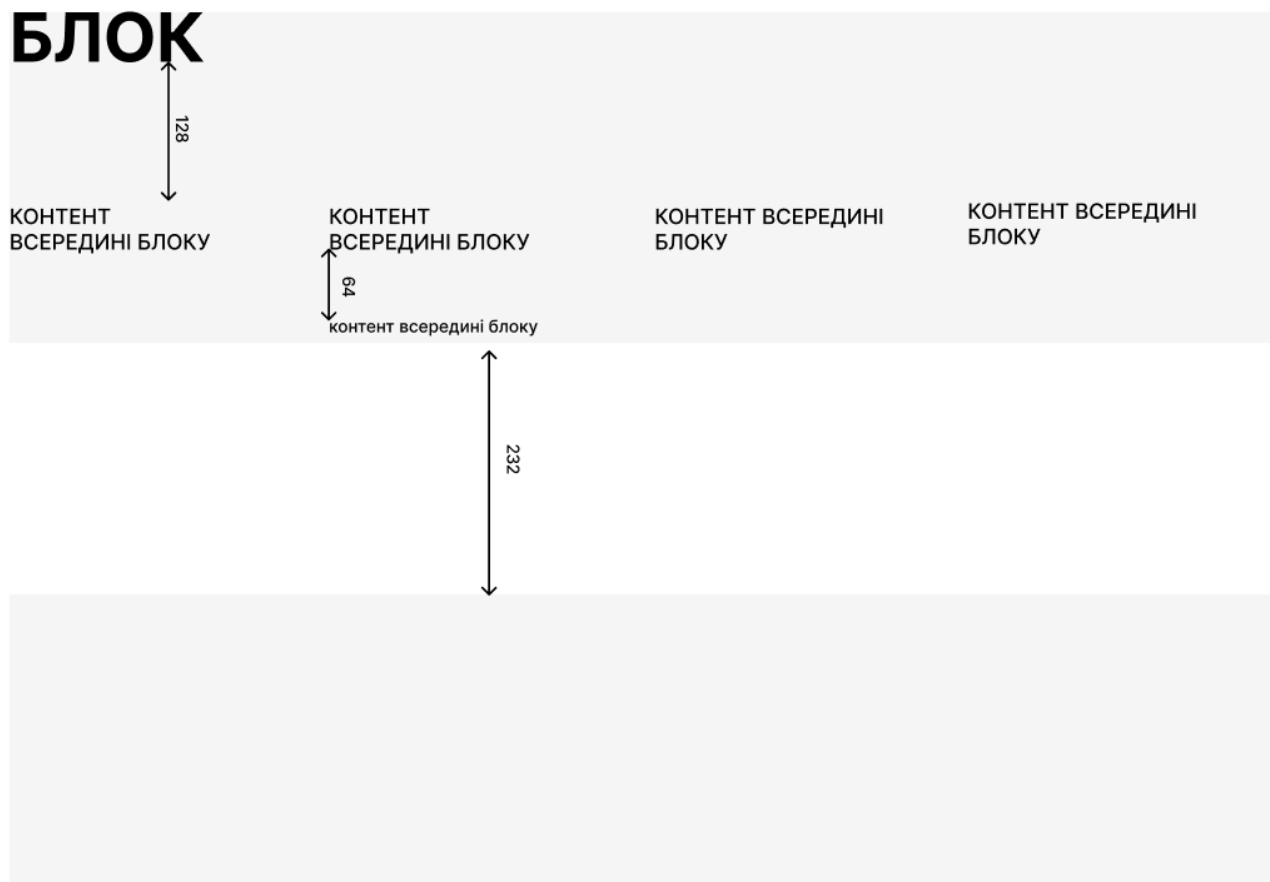 БЛОК
128
КОНТЕНТ
ВСЕРЕДИНІ БЛОКУ
КОНТЕНТ
ВСЕРЕДИНІ БЛОКУ
КОНТЕНТ ВСЕРЕДИНІ
БЛОКУ
КОНТЕНТ ВСЕРЕДИНІ
БЛОКУ
64
контент всередині блоку
232